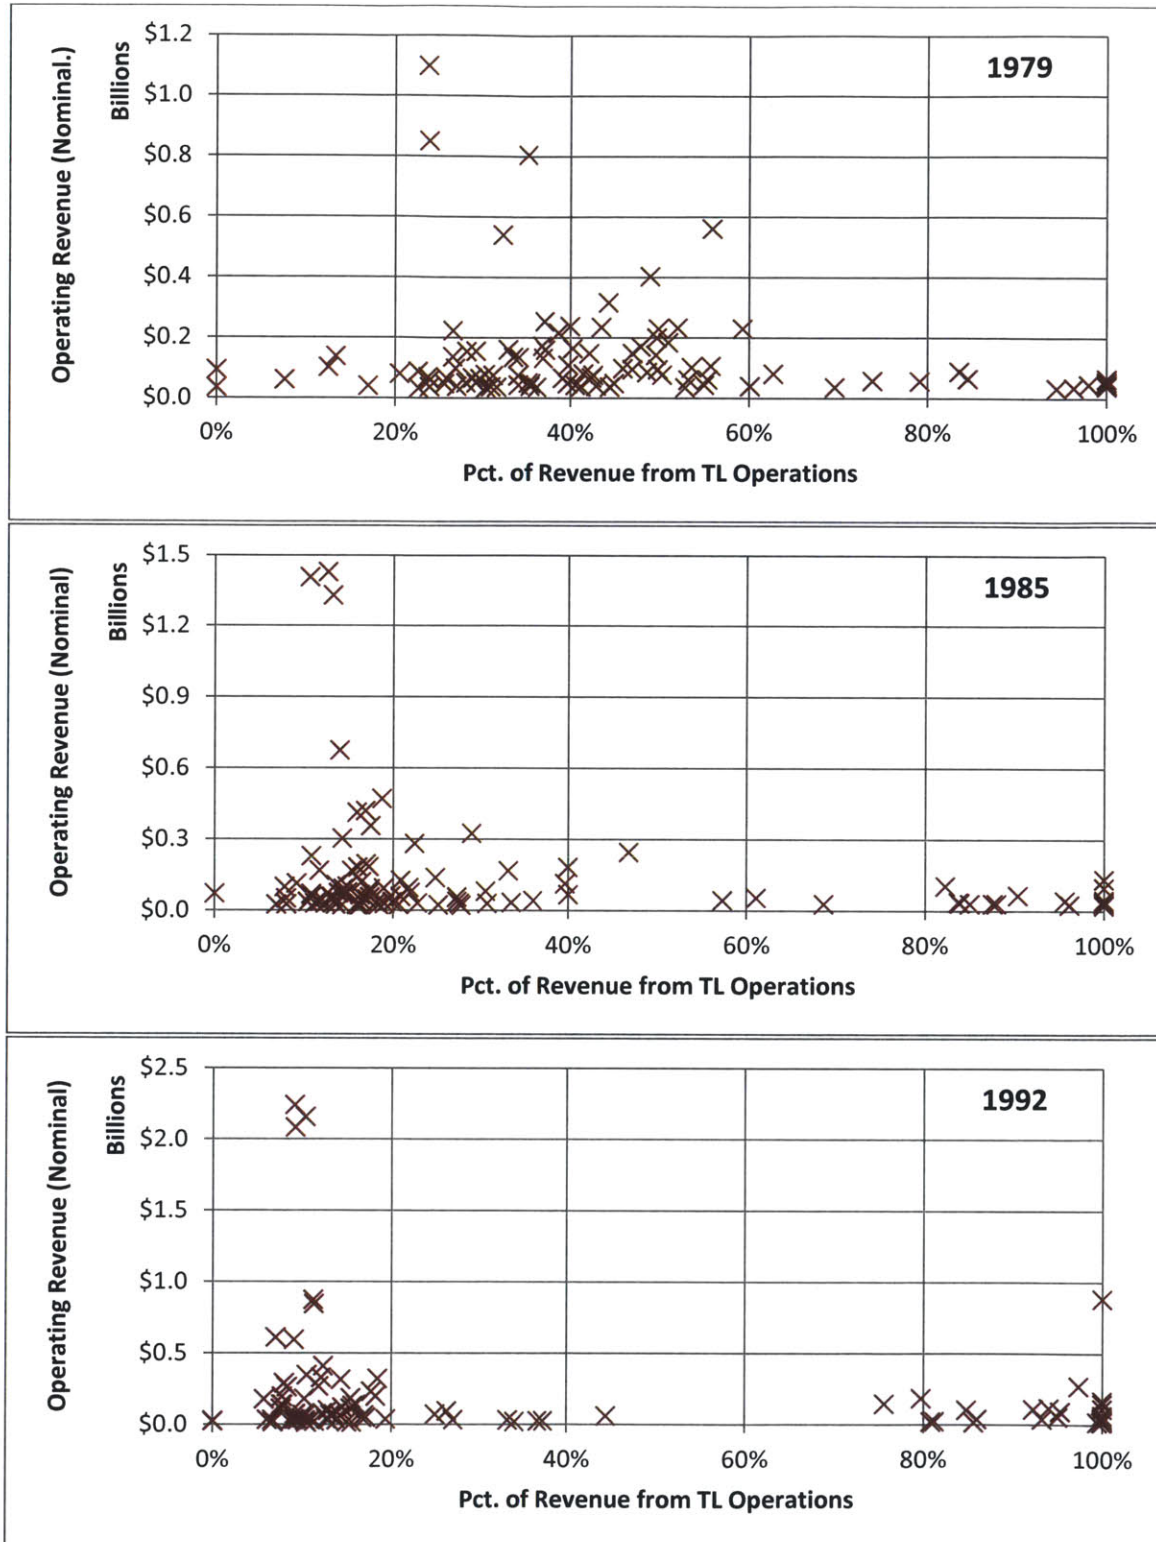 Operating Revenue (Nominal.)
Billions
1979
$1.2
$1.0
$0.8
$0.6
$0.4
$0.2
$0.0
0% 20% 40% 60% 80% 100%
Pct. of Revenue from TL Operations
Operating Revenue (Nominal)
Billions
1985
$1.5
$1.2
$0.9
$0.6
$0.3
$0.0
0% 20% 40% 60% 80% 100%
Pct. of Revenue from TL Operations
Operating Revenue (Nominal)
Billions
1992
$2.5
$2.0
$1.5
$1.0
$0.5
$0.0
0% 20% 40% 60% 80% 100%
Pct. of Revenue from TL Operations